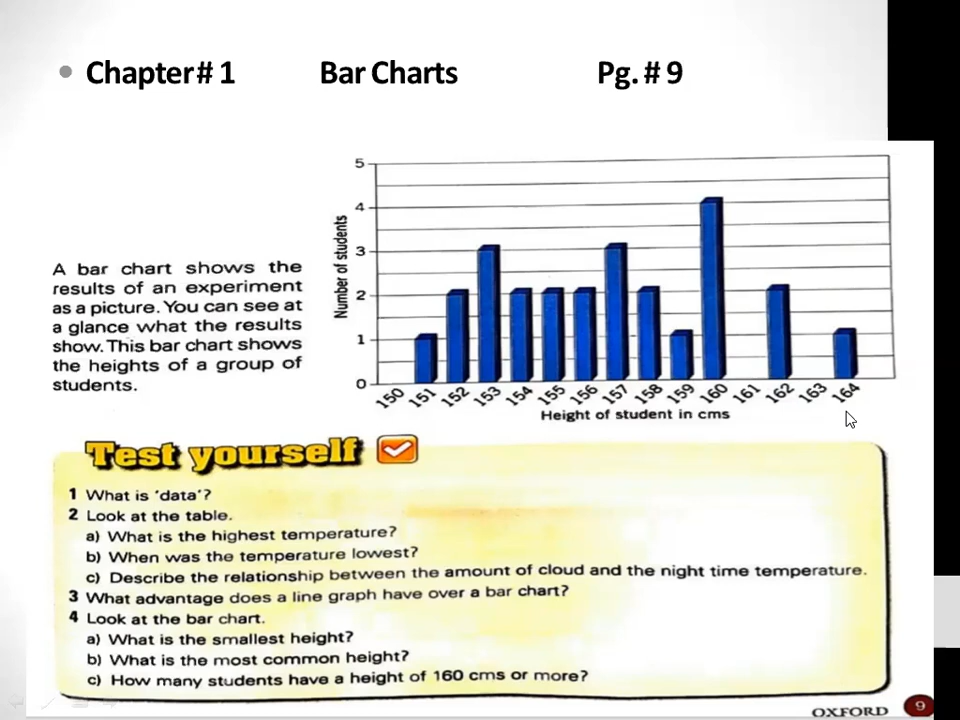 Chapter# 1 Bar Charts Pg. # 9
A bar chart shows the
results of an experiment
as a picture. You can see at
a glance what the results
show. This bar chart shows
the heights of a group of
students.
Number of students
5
4
3
2
1
0
150 151 152 153 154 155 156 157 158 159 160 161 162 163 164
Height of student in cms
Test yourself
1 What is 'data'?
2 Look at the table.
a) What is the highest temperature?
b) When was the temperature lowest?
c) Describe the relationship between the amount of cloud and the night time temperature.
3 What advantage does a line graph have over a bar chart?
4 Look at the bar chart.
a) What is the smallest height?
b) What is the most common height?
c) How many students have a height of 160 cms or more?
OXFORD 9